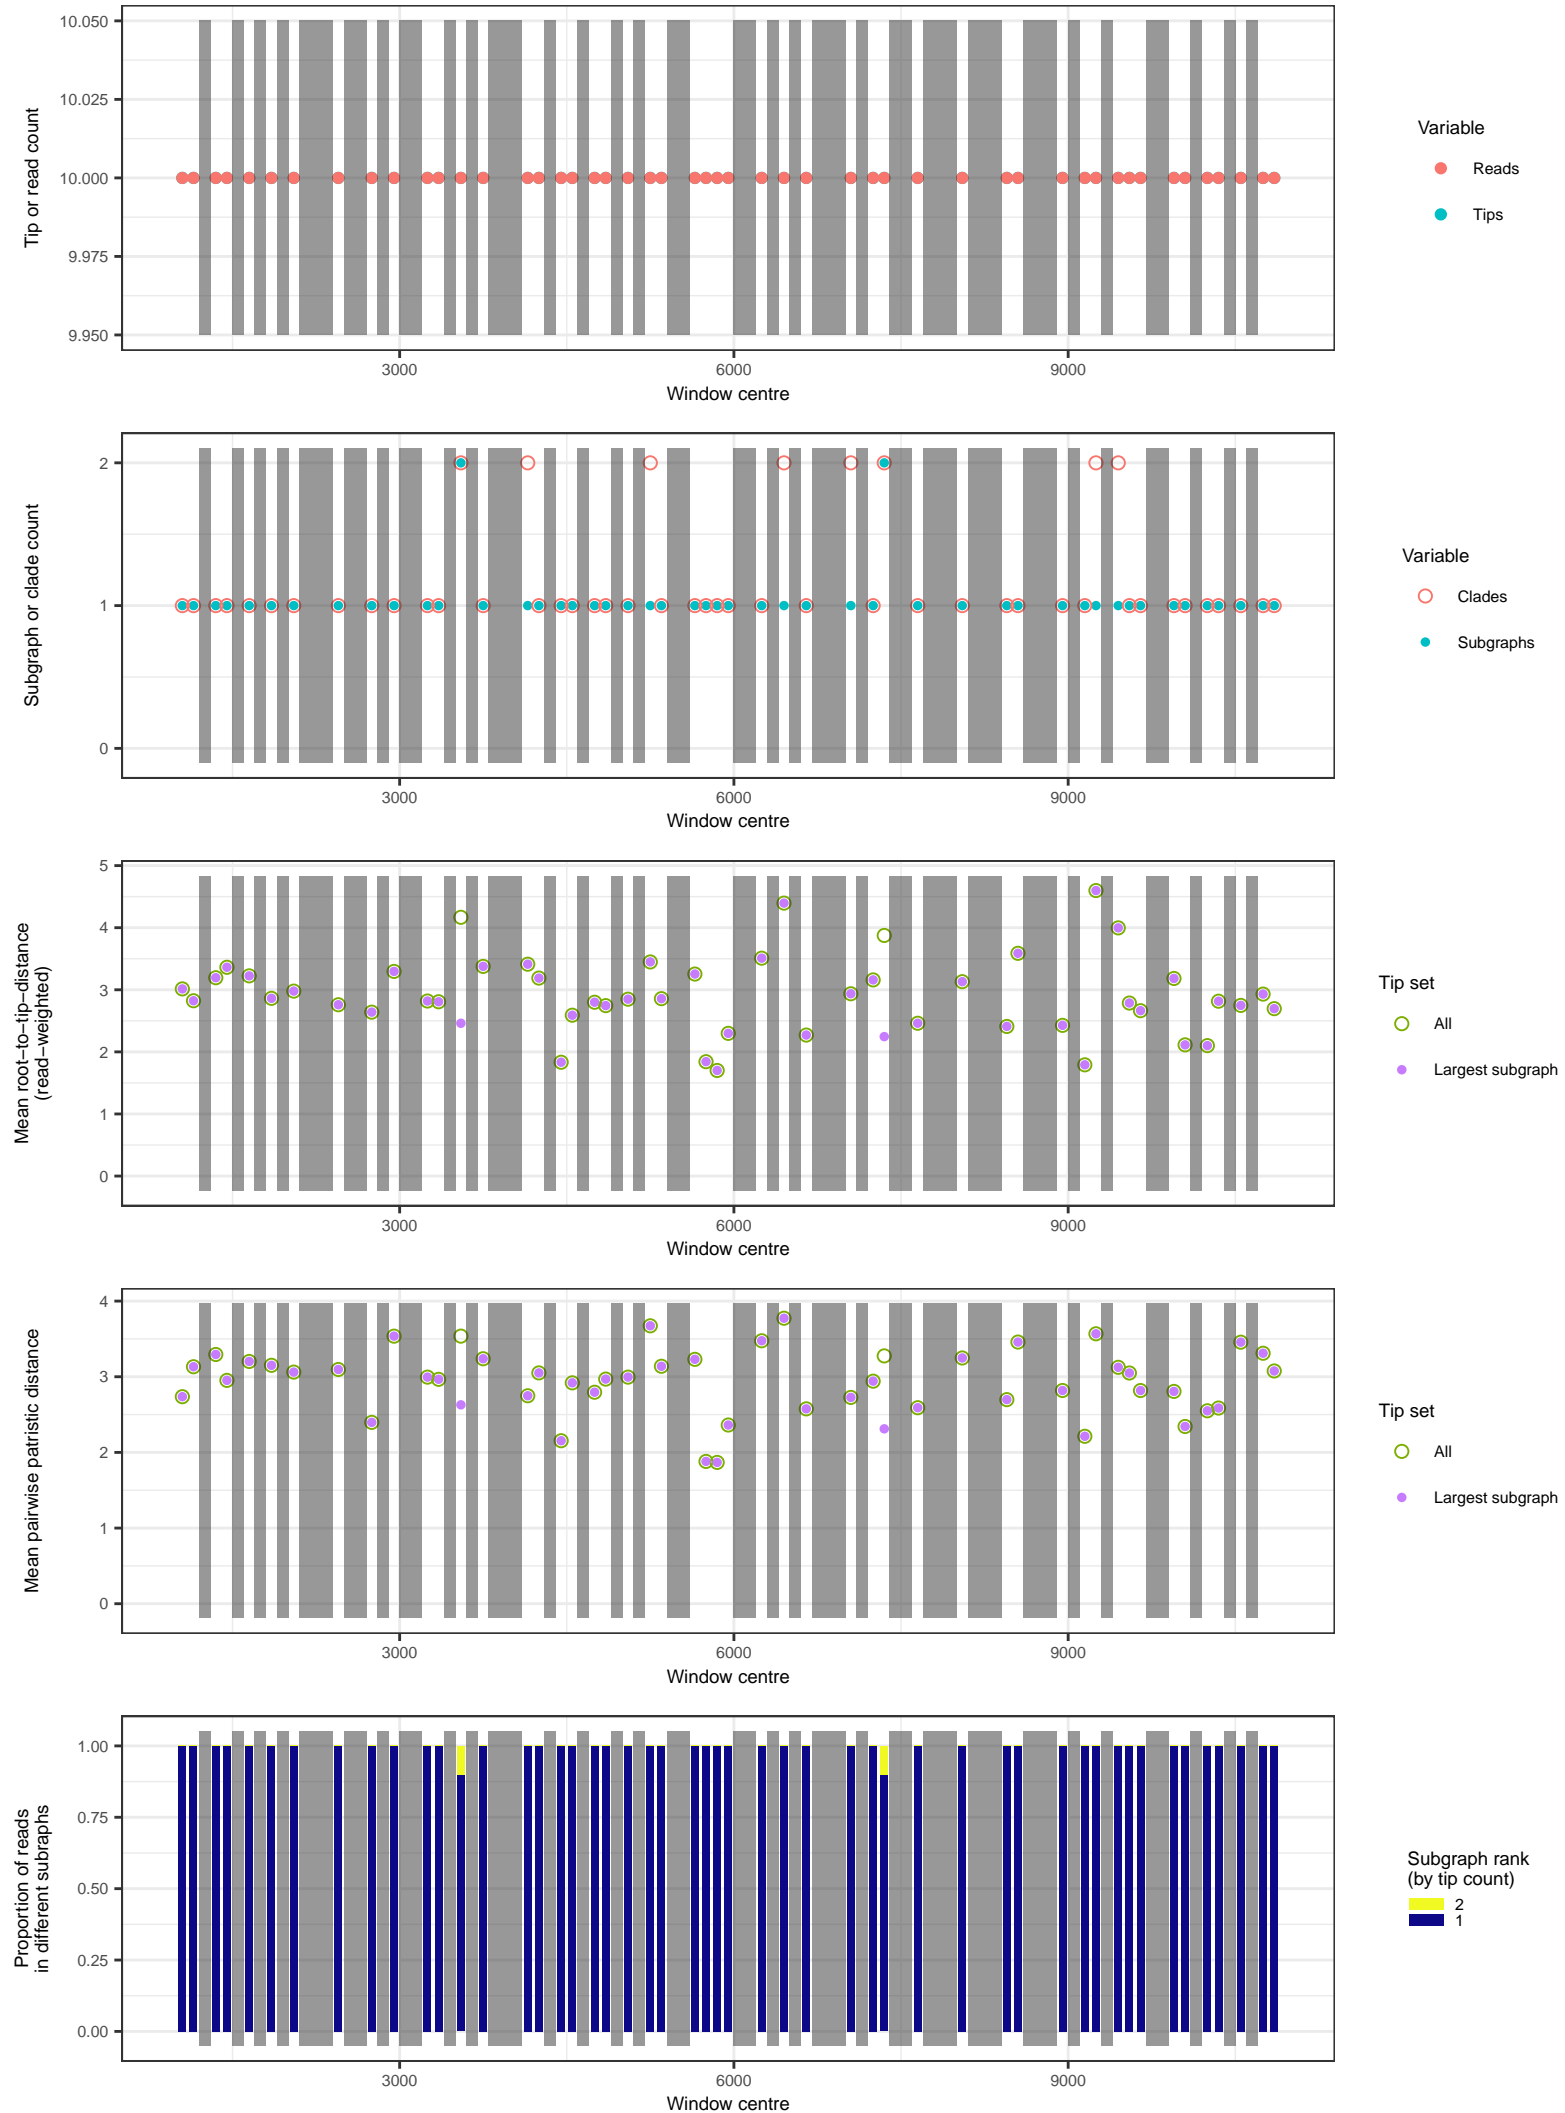 10.050
10.025
10.000
9.975
9.950
Tip or read count
3000 6000 9000
Window centre
Variable
Reads
Tips
2
1
0
Subgraph or clade count
3000 6000 9000
Window centre
Variable
Clades
Subgraphs
5
4
3
2
1
0
Mean root−to−tip−distance
(read−weighted)
3000 6000 9000
Window centre
Tip set
All
Largest subgraph
4
3
2
1
0
Mean pairwise patristic distance
3000 6000 9000
Window centre
Tip set
All
Largest subgraph
1.00
0.75
0.50
0.25
0.00
Proportion of reads
in different subraphs
3000 6000 9000
Window centre
Subgraph rank
(by tip count)
2
1